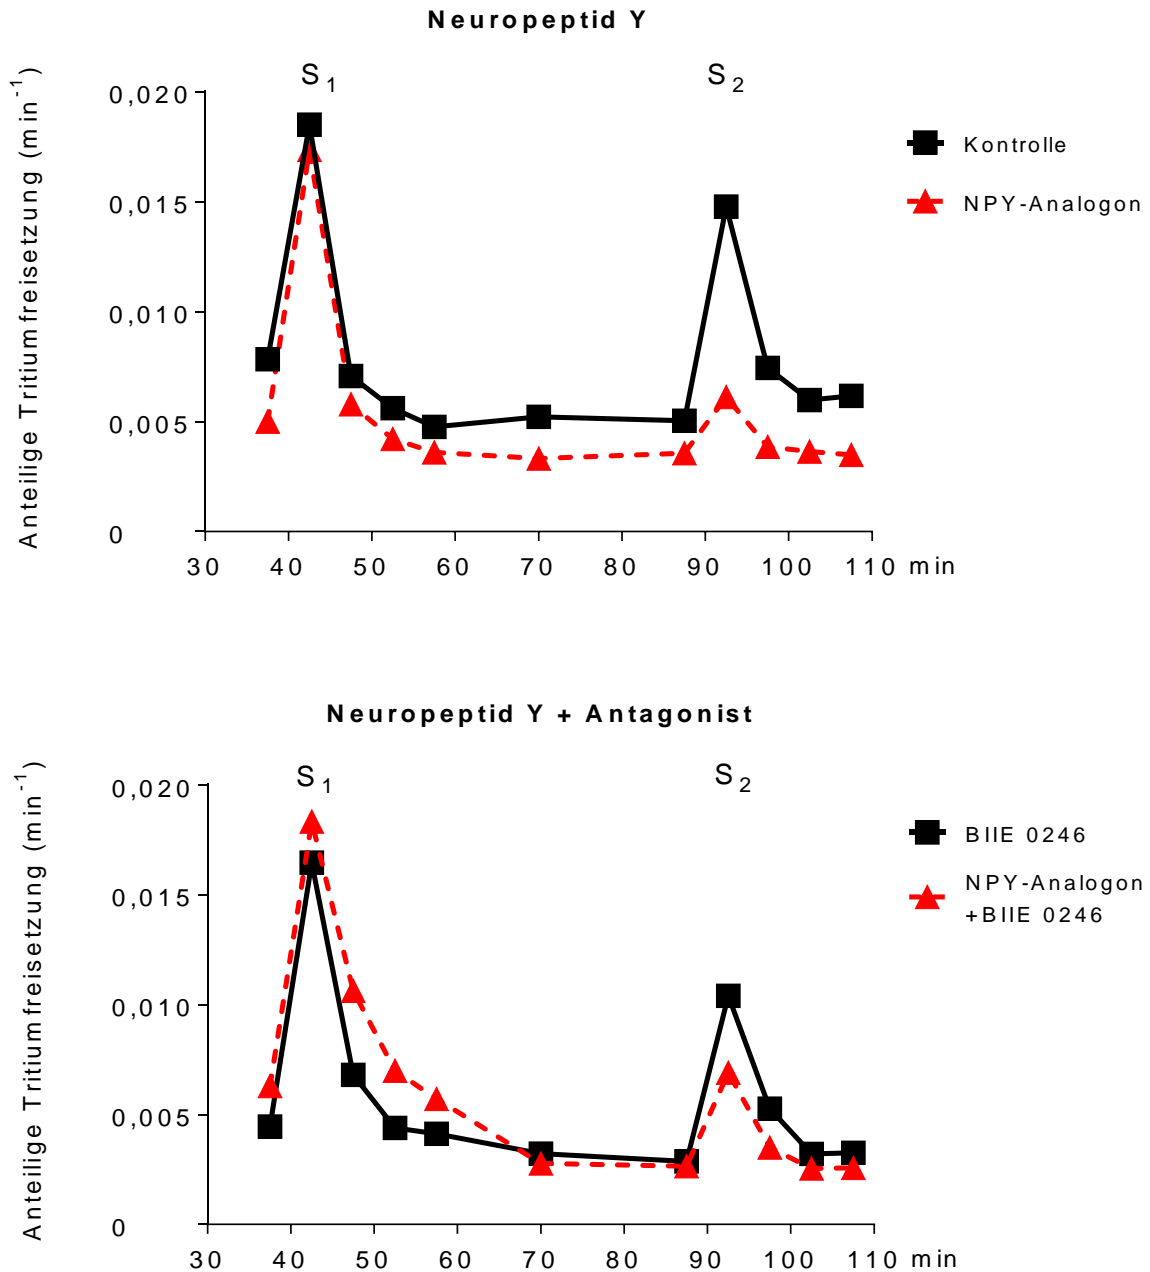 Neuropeptid Y
S1
S2
Anteilige Tritiumfreisetzung (min-1)
0,020
0,015
0,010
0,005
0
30 40 50 60 70 80 90 100 110 min
Kontrolle
NPY-Analogon
Neuropeptid Y + Antagonist
S1
S2
Anteilige Tritiumfreisetzung (min-1)
0,020
0,015
0,010
0,005
0
30 40 50 60 70 80 90 100 110 min
BIIE 0246
NPY-Analogon
+BIIE 0246